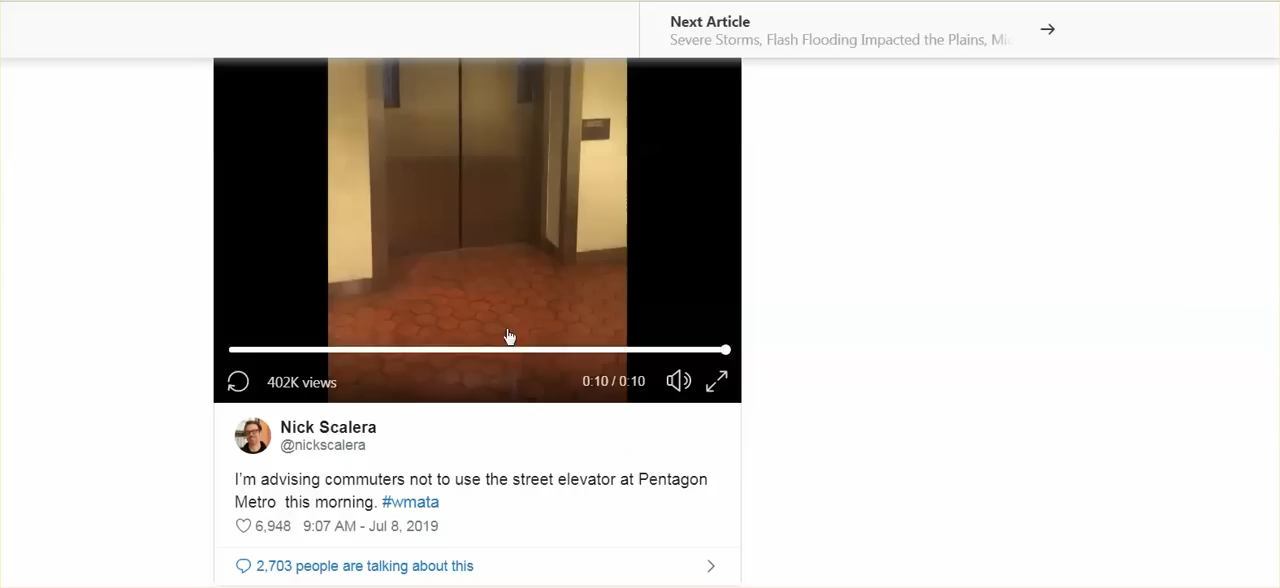 Next Article
Severe Storms, Flash Flooding Impacted the Plains,
402K views
0:10 / 0:10
Nick Scalera
@nickscalera
I'm advising commuters not to use the street elevator at Pentagon
Metro this morning. #wmata
6,948 9:07 AM - Jul 8, 2019
2,703 people are talking about this